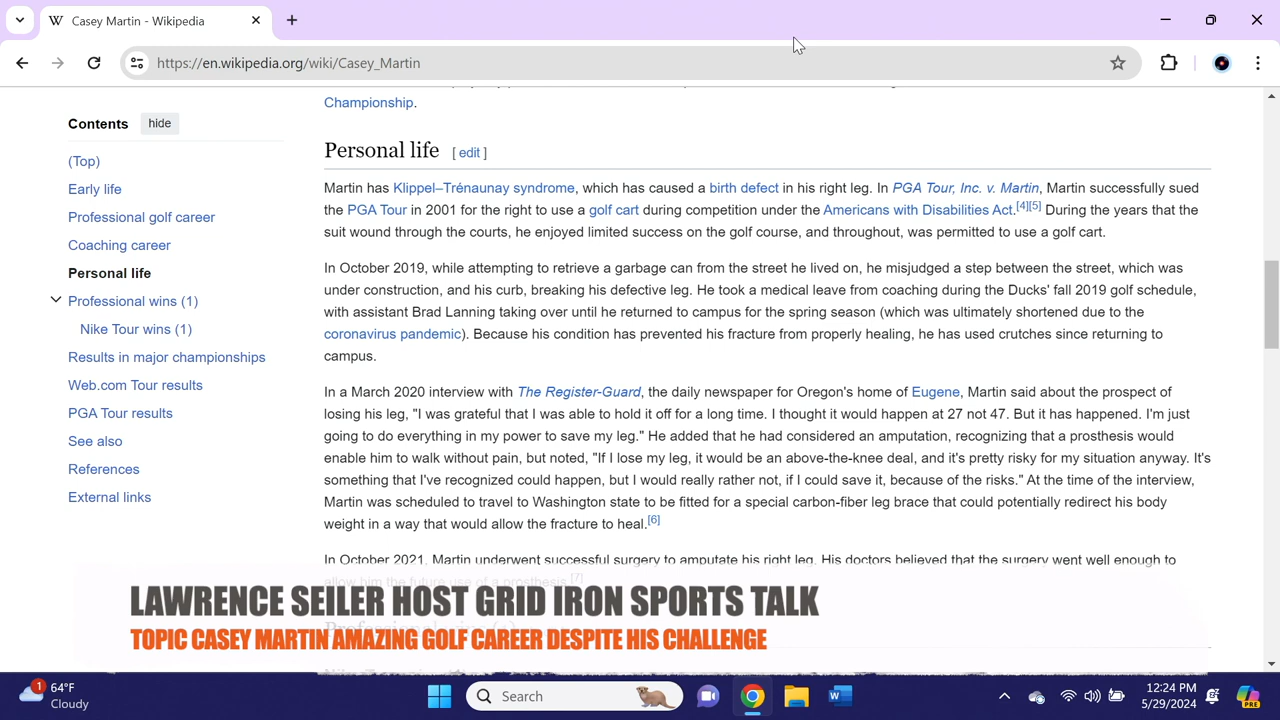 Casey Martin - Wikipedia
https://en.wikipedia.org/wiki/Casey_Martin
Championship.
Contents hide
(Top)
Early life
Professional golf career
Coaching career
Personal life
Professional wins (1)
Nike Tour wins (1)
Results in major championships
Web.com Tour results
PGA Tour results
See also
References
External links
Personal life [ edit ]
Martin has Klippel–Trénaunay syndrome, which has caused a birth defect in his right leg. In PGA Tour, Inc. v. Martin, Martin successfully sued
the PGA Tour in 2001 for the right to use a golf cart during competition under the Americans with Disabilities Act.[4][5] During the years that the
suit wound through the courts, he enjoyed limited success on the golf course, and throughout, was permitted to use a golf cart.
In October 2019, while attempting to retrieve a garbage can from the street he lived on, he misjudged a step between the street, which was
under construction, and his curb, breaking his defective leg. He took a medical leave from coaching during the Ducks' fall 2019 golf schedule,
with assistant Brad Lanning taking over until he returned to campus for the spring season (which was ultimately shortened due to the
coronavirus pandemic). Because his condition has prevented his fracture from properly healing, he has used crutches since returning to
campus.
In a March 2020 interview with The Register-Guard, the daily newspaper for Oregon's home of Eugene, Martin said about the prospect of
losing his leg, "I was grateful that I was able to hold it off for a long time. I thought it would happen at 27 not 47. But it has happened. I'm just
going to do everything in my power to save my leg." He added that he had considered an amputation, recognizing that a prosthesis would
enable him to walk without pain, but noted, "If I lose my leg, it would be an above-the-knee deal, and it's pretty risky for my situation anyway. It's
something that I've recognized could happen, but I would really rather not, if I could save it, because of the risks." At the time of the interview,
Martin was scheduled to travel to Washington state to be fitted for a special carbon-fiber leg brace that could potentially redirect his body
weight in a way that would allow the fracture to heal.[6]
In October 2021, Martin underwent successful surgery to amputate his right leg. His doctors believed that the surgery went well enough to
allow him the future use of a prosthesis.[7]
LAWRENCE SEILER HOST GRID IRON SPORTS TALK
TOPIC CASEY MARTIN AMAZING GOLF CAREER DESPITE HIS CHALLENGE
1
64°F
Cloudy
Search
12:24 PM
5/29/2024
PRE